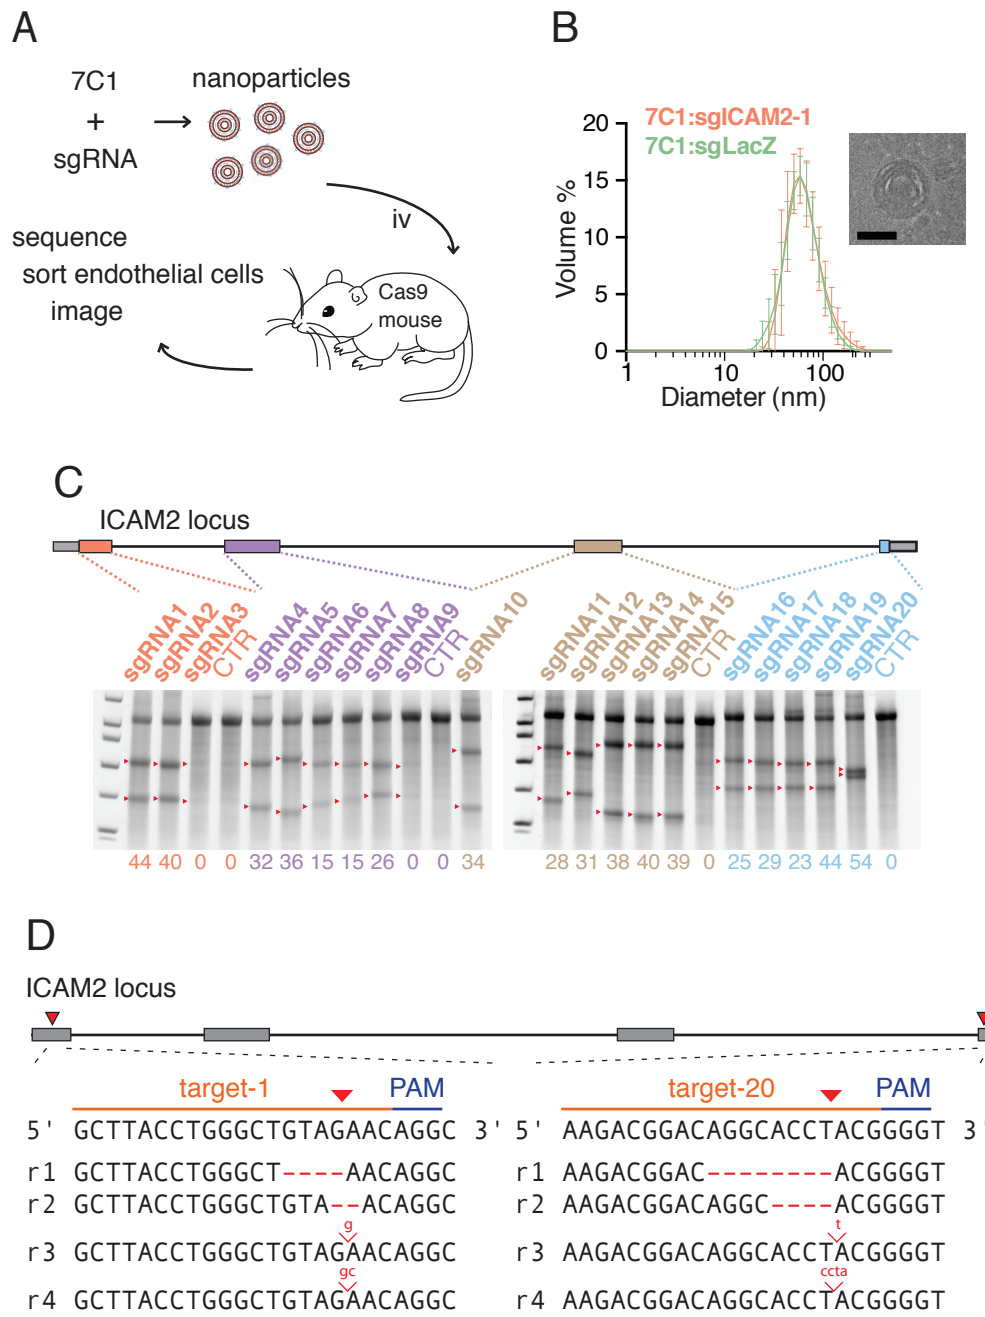 A
7C1
+
sgRNA
nanoparticles
iv
Cas9
mouse
sequence
sort endothelial cells
image
B
7C1:sgICAM2-1
7C1:sgLacZ
Volume %
20
15
10
5
0
1
10
100
Diameter (nm)
C
ICAM2 locus
sgRNA1
sgRNA2
sgRNA3
CTR
sgRNA4
sgRNA5
sgRNA6
sgRNA7
sgRNA8
sgRNA9
CTR
sgRNA10
sgRNA11
sgRNA12
sgRNA13
sgRNA14
sgRNA15
CTR
sgRNA16
sgRNA17
sgRNA18
sgRNA19
sgRNA20
CTR
44 40 0 0 32 36 15 15 26 0 0 34
28 31 38 40 39 0 25 29 23 44 54 0
D
ICAM2 locus
target-1 PAM
5' GCTTACCTGGGCTGTAGAACAGGC 3'
r1 GCTTACCTGGGCT----AACAGGC
r2 GCTTACCTGGGCTGTA--ACAGGC
g
r3 GCTTACCTGGGCTGTAGAACAGGC
gc
r4 GCTTACCTGGGCTGTAGAACAGGC
target-20 PAM
5' AAGACGGACAGGCACCTACGGGGT 3'
r1 AAGACGGAC--------ACGGGGT
r2 AAGACGGACAGGC----ACGGGGT
t
r3 AAGACGGACAGGCACCTACGGGGT
ccta
r4 AAGACGGACAGGCACCTACGGGGT